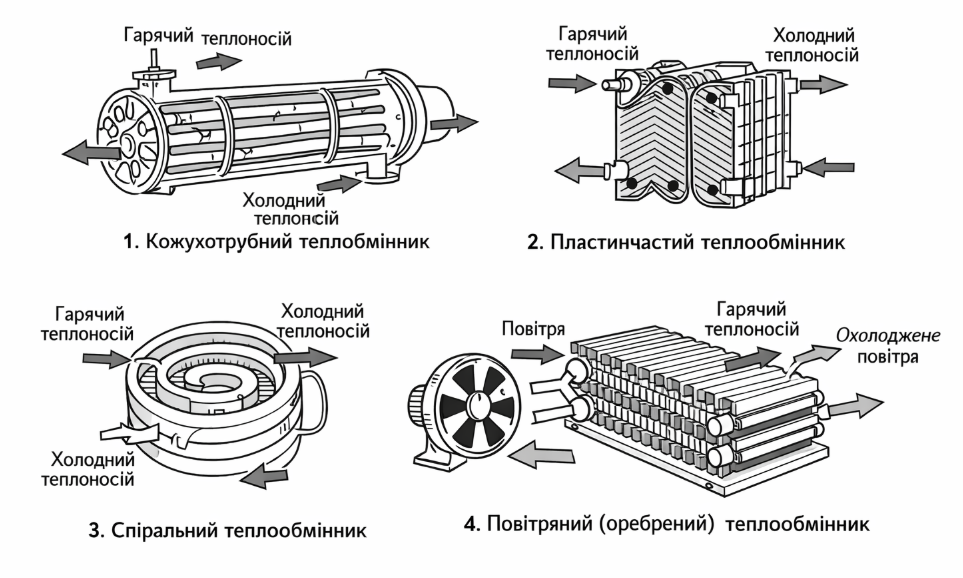 Гарячий теплоносій
Холодний
теплоносій
1. Кожухотрубний теплобмінник
Гарячий
теплоносій
Холодний
теплоносій
2. Пластинчастий теплообмінник
Гарячий
теплоносій
Холодний
теплоносій
Холодний
теплоносій
3. Спіральний теплообмінник
Повітря
Гарячий
теплоносій
Охолоджене
повітра
4. Повітряний (оребрений) теплообмінник